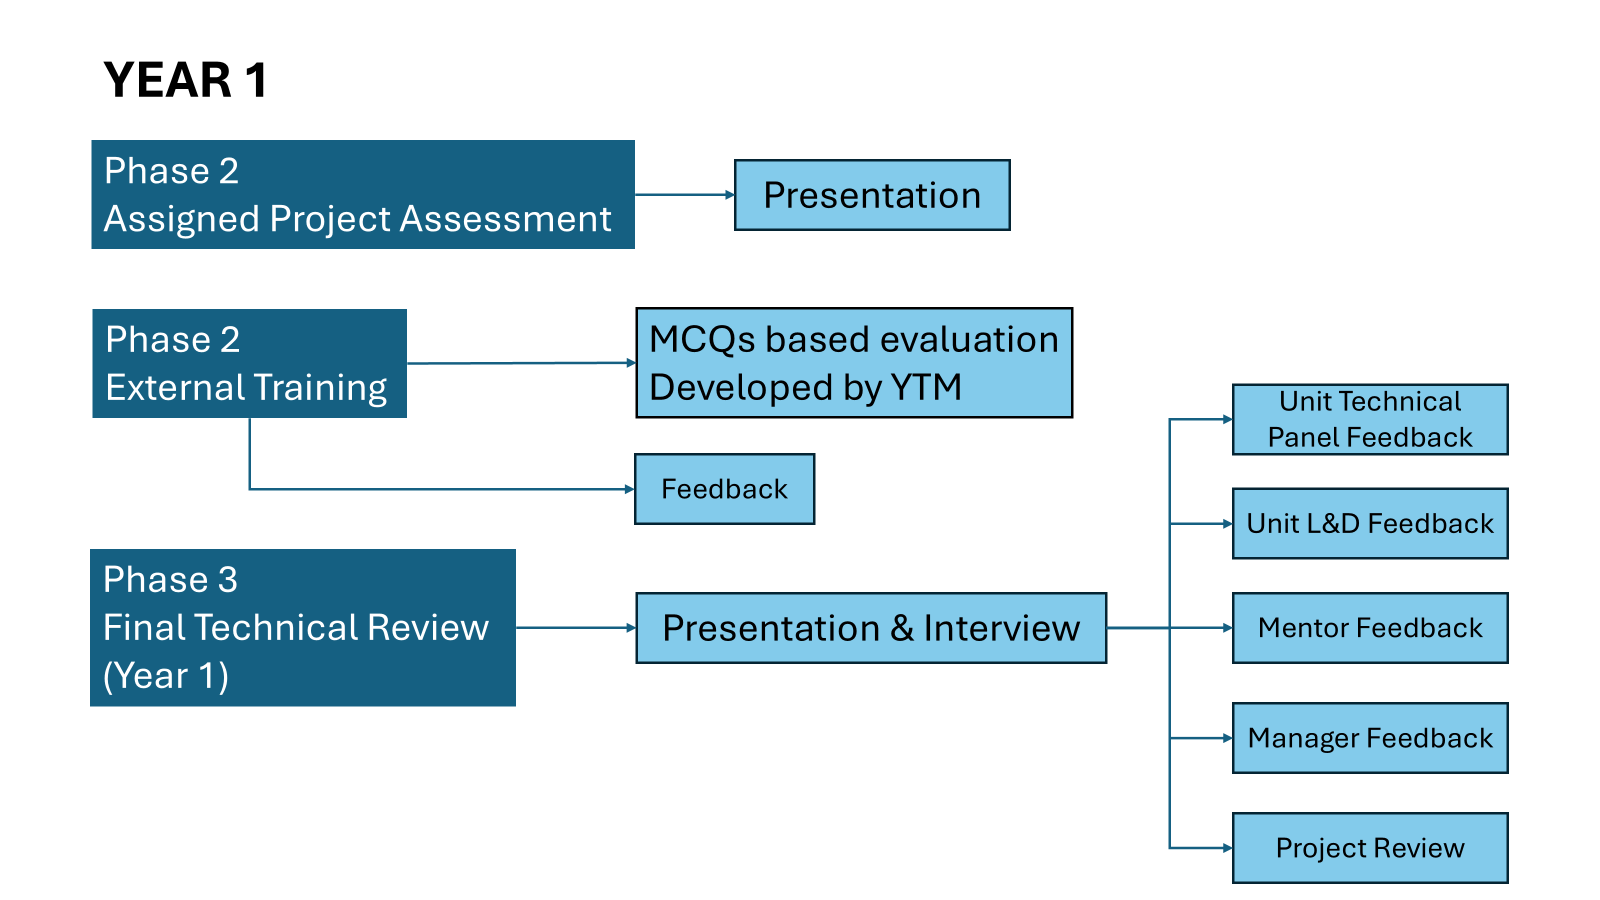 YEAR 1
Phase 2
Assigned Project Assessment
Presentation
Phase 2
External Training
MCQs based evaluation
Developed by YTM
Feedback
Phase 3
Final Technical Review
(Year 1)
Presentation & Interview
Unit Technical
Panel Feedback
Unit L&D Feedback
Mentor Feedback
Manager Feedback
Project Review